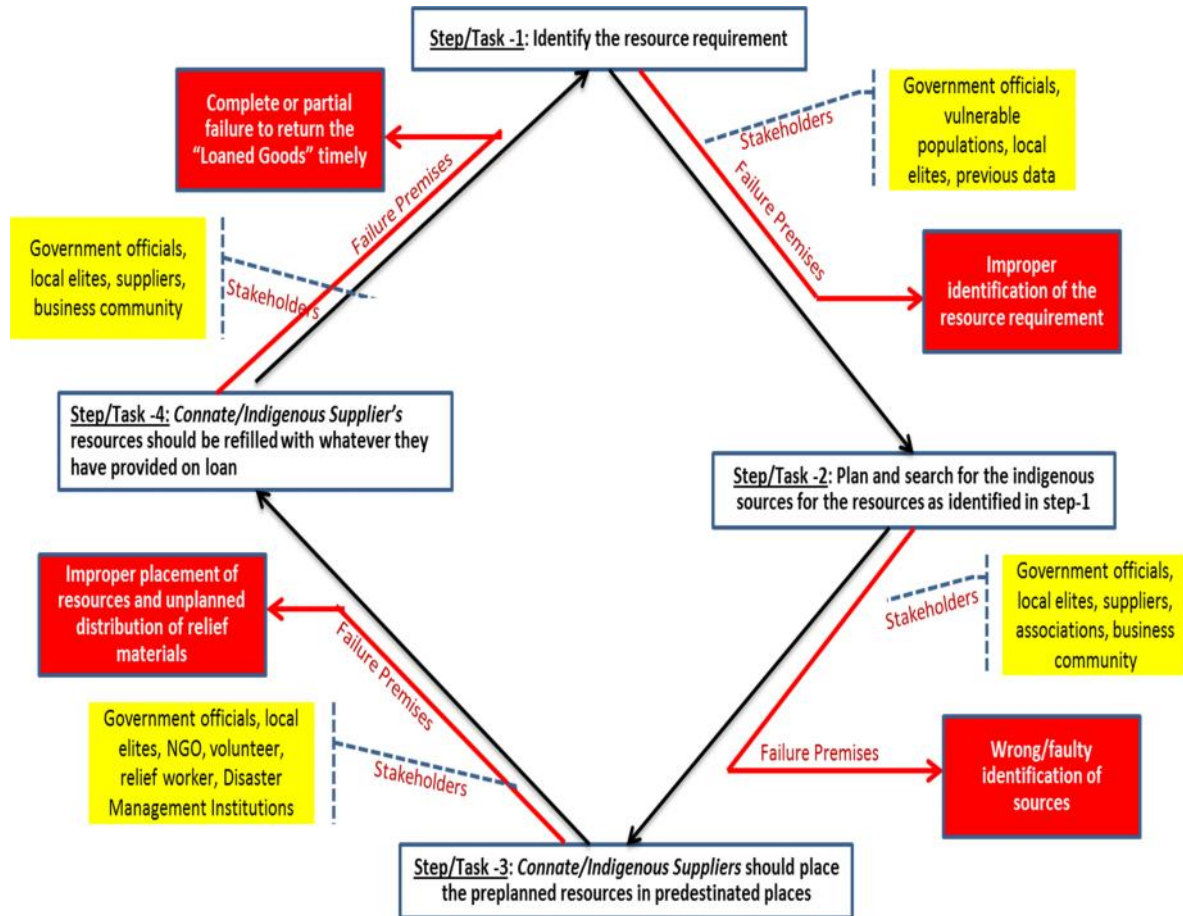 Step/Task -1: Identify the resource requirement
Complete or partial
failure to return the
“Loaned Goods” timely
Stakeholders
Government officials,
vulnerable
populations, local
elites, previous data
Failure Premises
Failure Premises
Government officials,
local elites, suppliers,
business community
Stakeholders
Improper
identification of the
resource requirement
Step/Task -4: Connate/Indigenous Supplier's
resources should be refilled with whatever they
have provided on loan
Step/Task -2: Plan and search for the indigenous
sources for the resources as identified in step-1
Improper placement of
resources and unplanned
distribution of relief
materials
Failure Premises
Stakeholders
Government officials,
local elites, suppliers,
associations, business
community
Government officials, local
elites, NGO, volunteer,
relief worker, Disaster
Management Institutions
Stakeholders
Failure Premises
Wrong/faulty
identification of
sources
Step/Task -3: Connate/Indigenous Suppliers should place
the preplanned resources in predestinated places